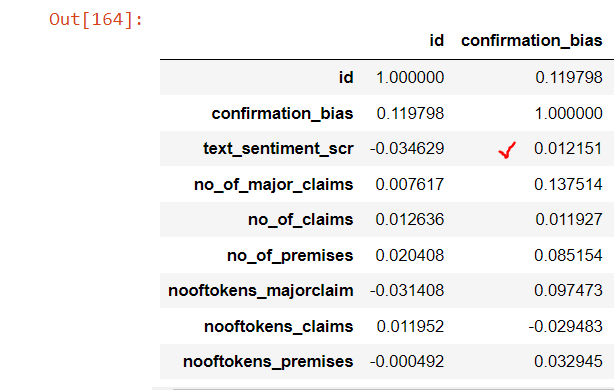 Out[164]:
id confirmation_bias
id 1.000000 0.119798
confirmation_bias 0.119798 1.000000
text_sentiment_scr -0.034629 0.012151
no_of_major_claims 0.007617 0.137514
no_of_claims 0.012636 0.011927
no_of_premises 0.020408 0.085154
nooftokens_majorclaim -0.031408 0.097473
nooftokens_claims 0.011952 -0.029483
nooftokens_premises -0.000492 0.032945